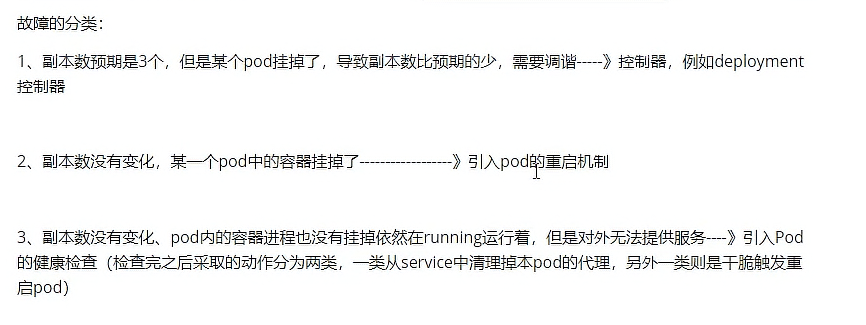 故障的分类：
1、副本数预期是3个，但是某个pod挂掉了，导致副本数比预期的少，需要调谐-----》控制器，例如deployment
控制器
2、副本数没有变化，某一个pod中的容器挂掉了------------------》引入pod的重启机制
3、副本数没有变化、pod内的容器进程也没有挂掉依然在running运行着，但是对外无法提供服务----》引入Pod
的健康检查（检查完之后采取的动作分为两类，一类从service中清理掉本pod的代理，另外一类则是干脆触发重
启pod）